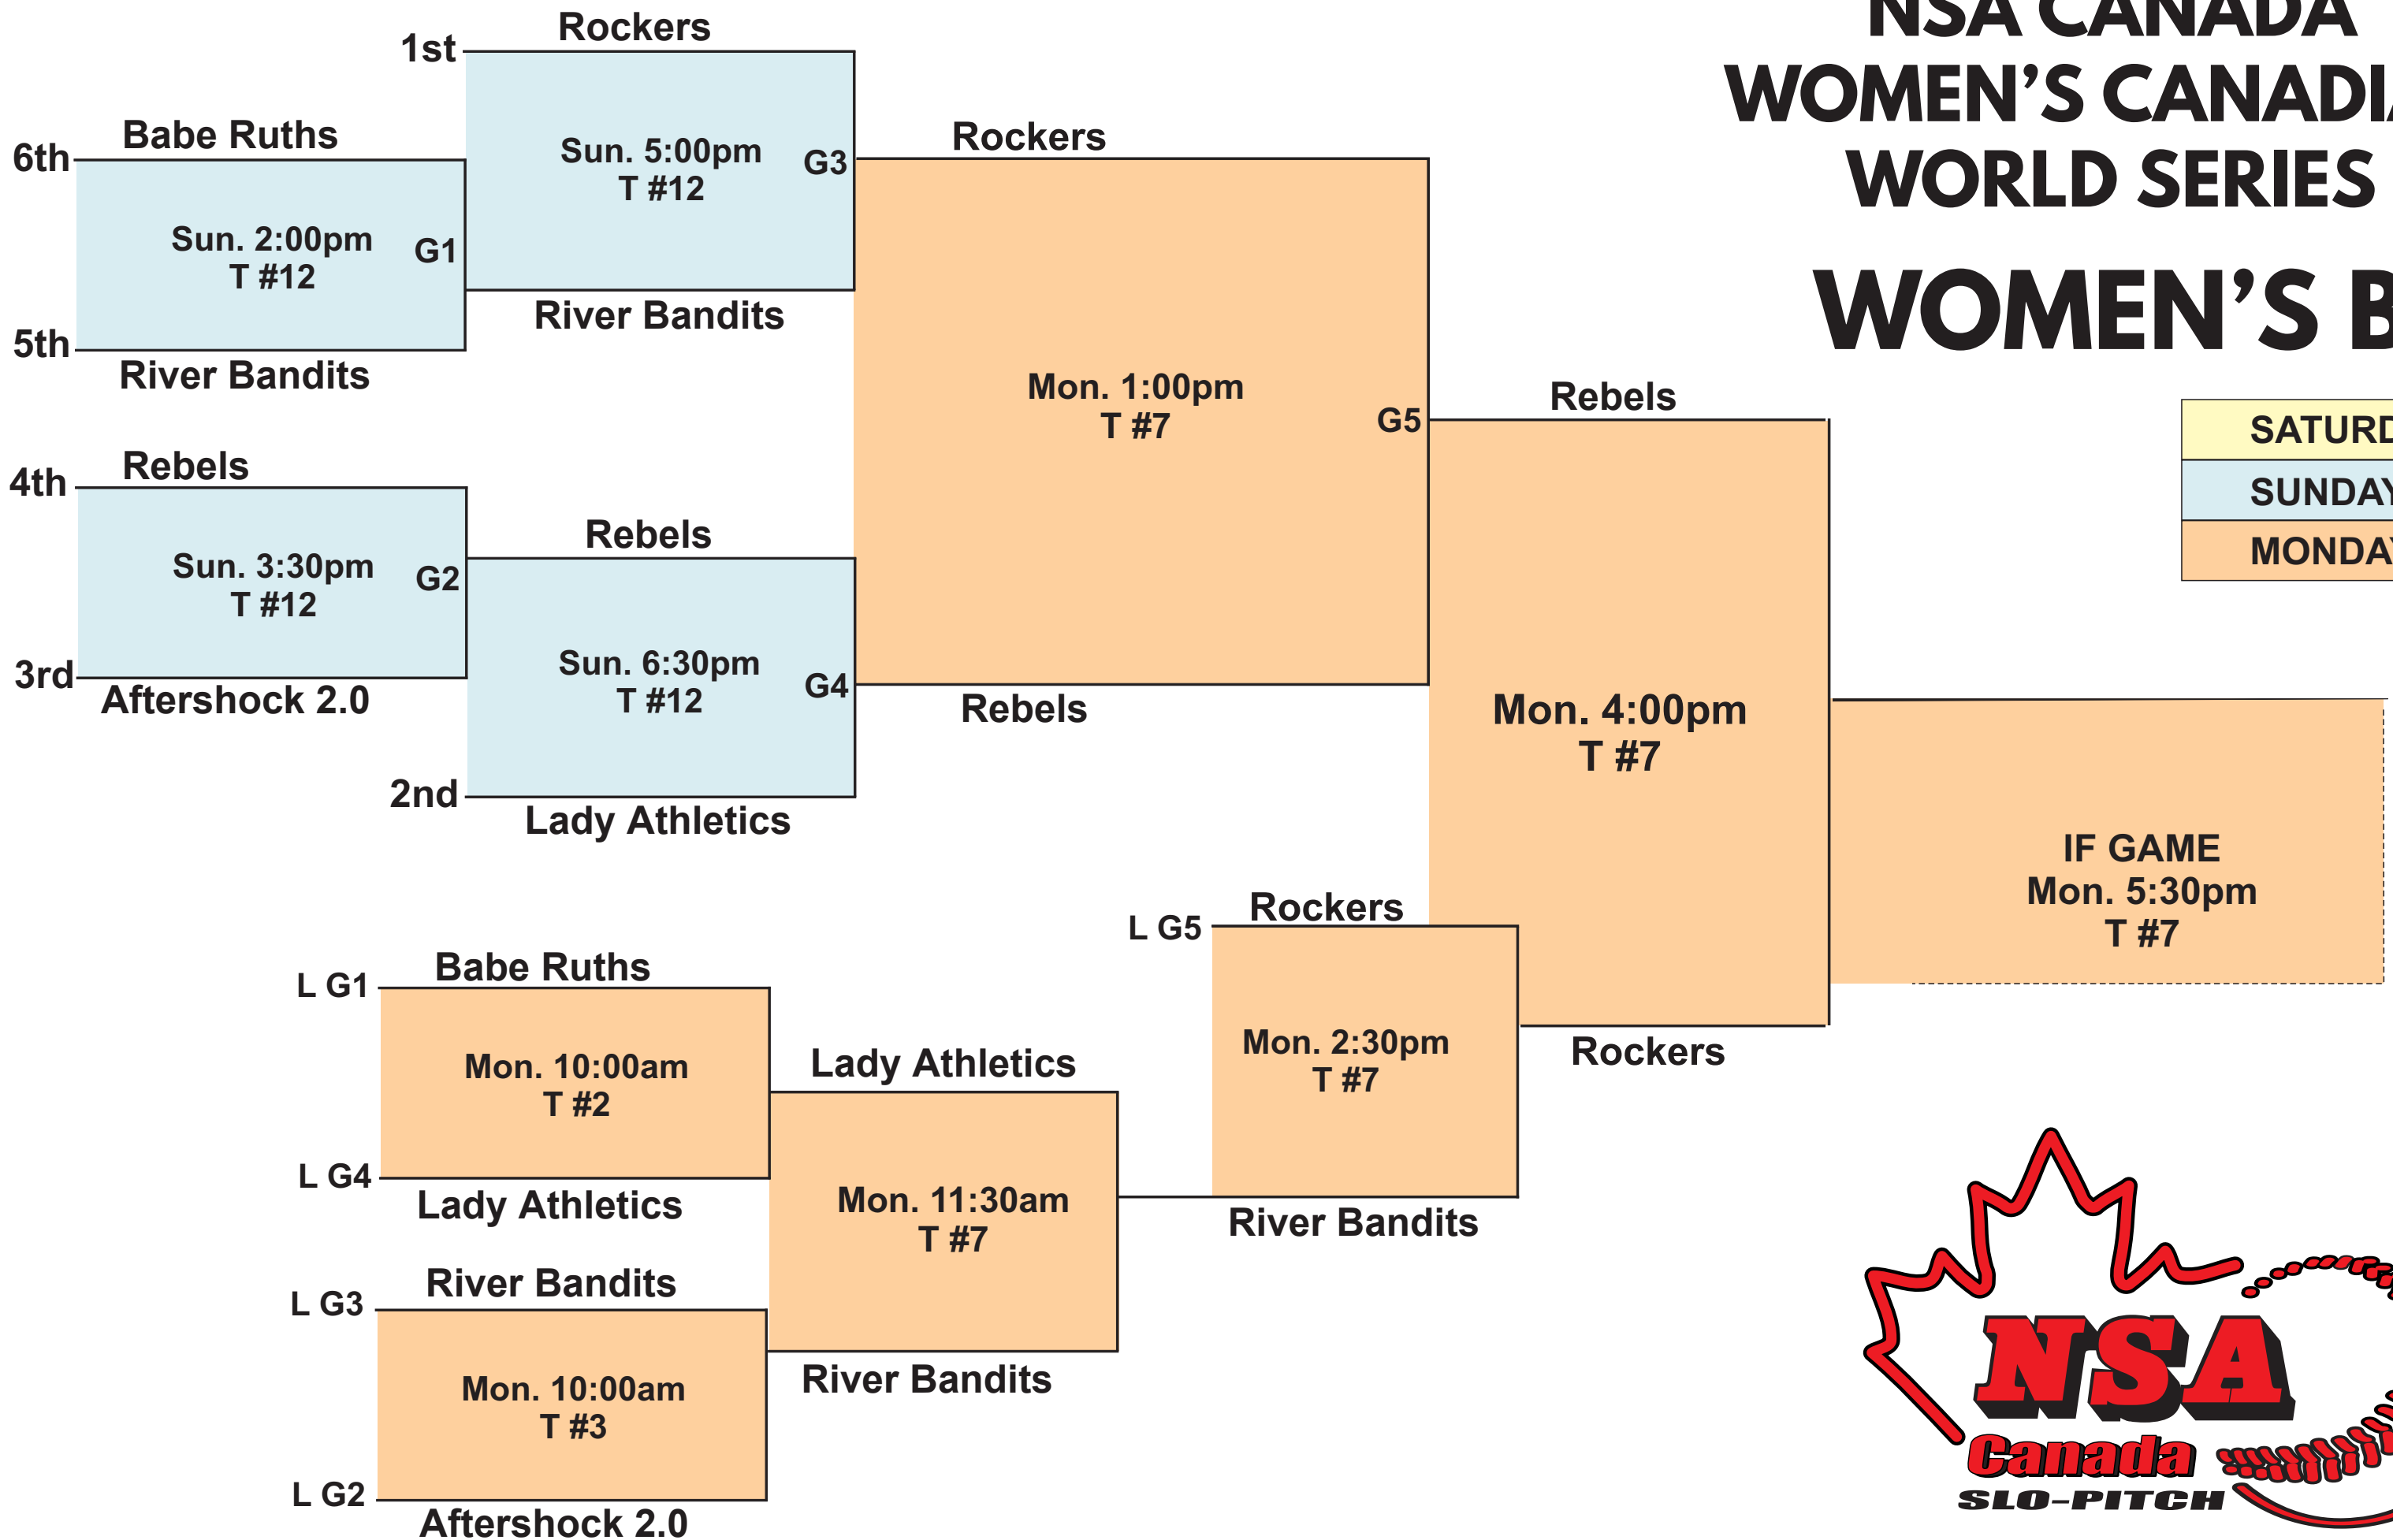 NSA CANADA
WOMEN'S CANADIA
WORLD SERIES
WOMEN'S B
SATURD
SUNDAY
MONDAY
1st
Rockers
Sun. 5:00pm
T #12
G3
River Bandits
6th
Babe Ruths
Sun. 2:00pm
T #12
G1
5th
River Bandits
4th
Rebels
Sun. 3:30pm
T #12
G2
3rd
Aftershock 2.0
Rebels
Sun. 6:30pm
T #12
G4
2nd
Lady Athletics
Rockers
Mon. 1:00pm
T #7
G5
Rebels
Rebels
Mon. 4:00pm
T #7
Rockers
IF GAME
Mon. 5:30pm
T #7
L G5
Rockers
Mon. 2:30pm
T #7
River Bandits
L G1
Babe Ruths
Mon. 10:00am
T #2
L G4
Lady Athletics
Lady Athletics
Mon. 11:30am
T #7
River Bandits
L G3
River Bandits
Mon. 10:00am
T #3
L G2
Aftershock 2.0
NSA
Canada
SLO-PITCH